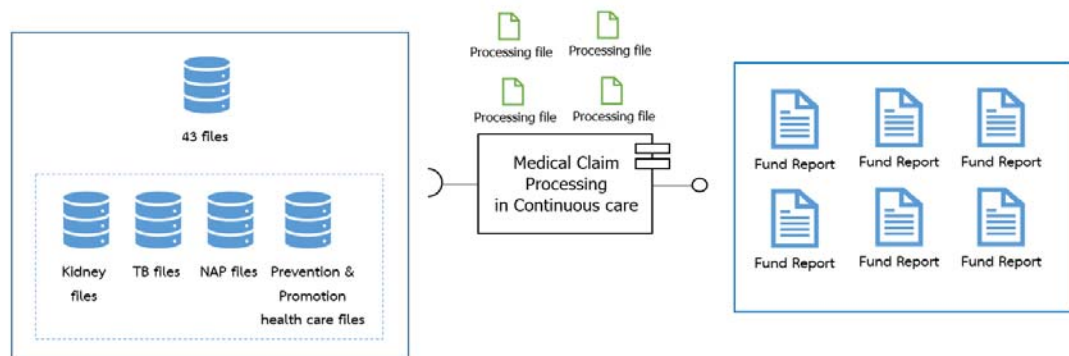 43 files
Kidney
files
TB files
NAP files
Prevention &
Promotion
health care files
Processing file
Processing file
Processing file
Processing file
Medical Claim
Processing
in Continuous care
Fund Report
Fund Report
Fund Report
Fund Report
Fund Report
Fund Report